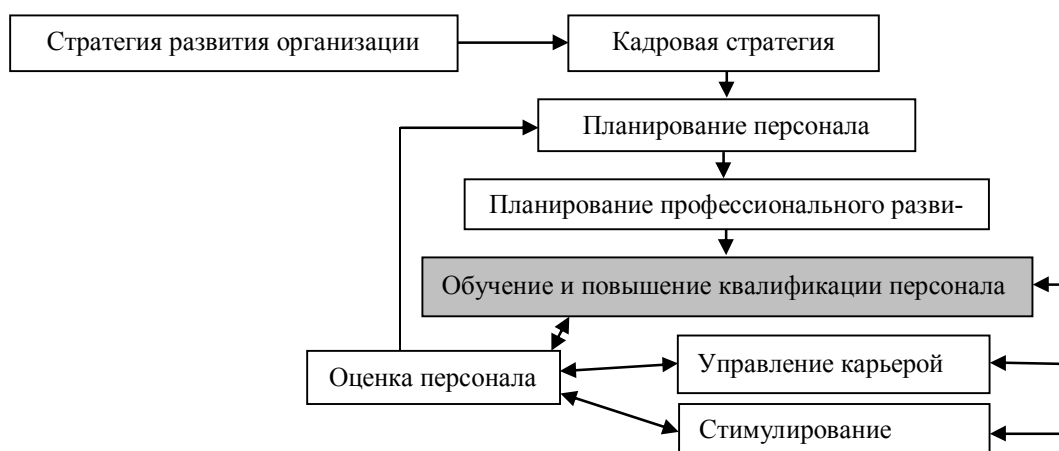 Стратегия развития организации
Кадровая стратегия
Планирование персонала
Планирование профессионального разви-
Обучение и повышение квалификации персонала
Оценка персонала
Управление карьерой
Стимулирование